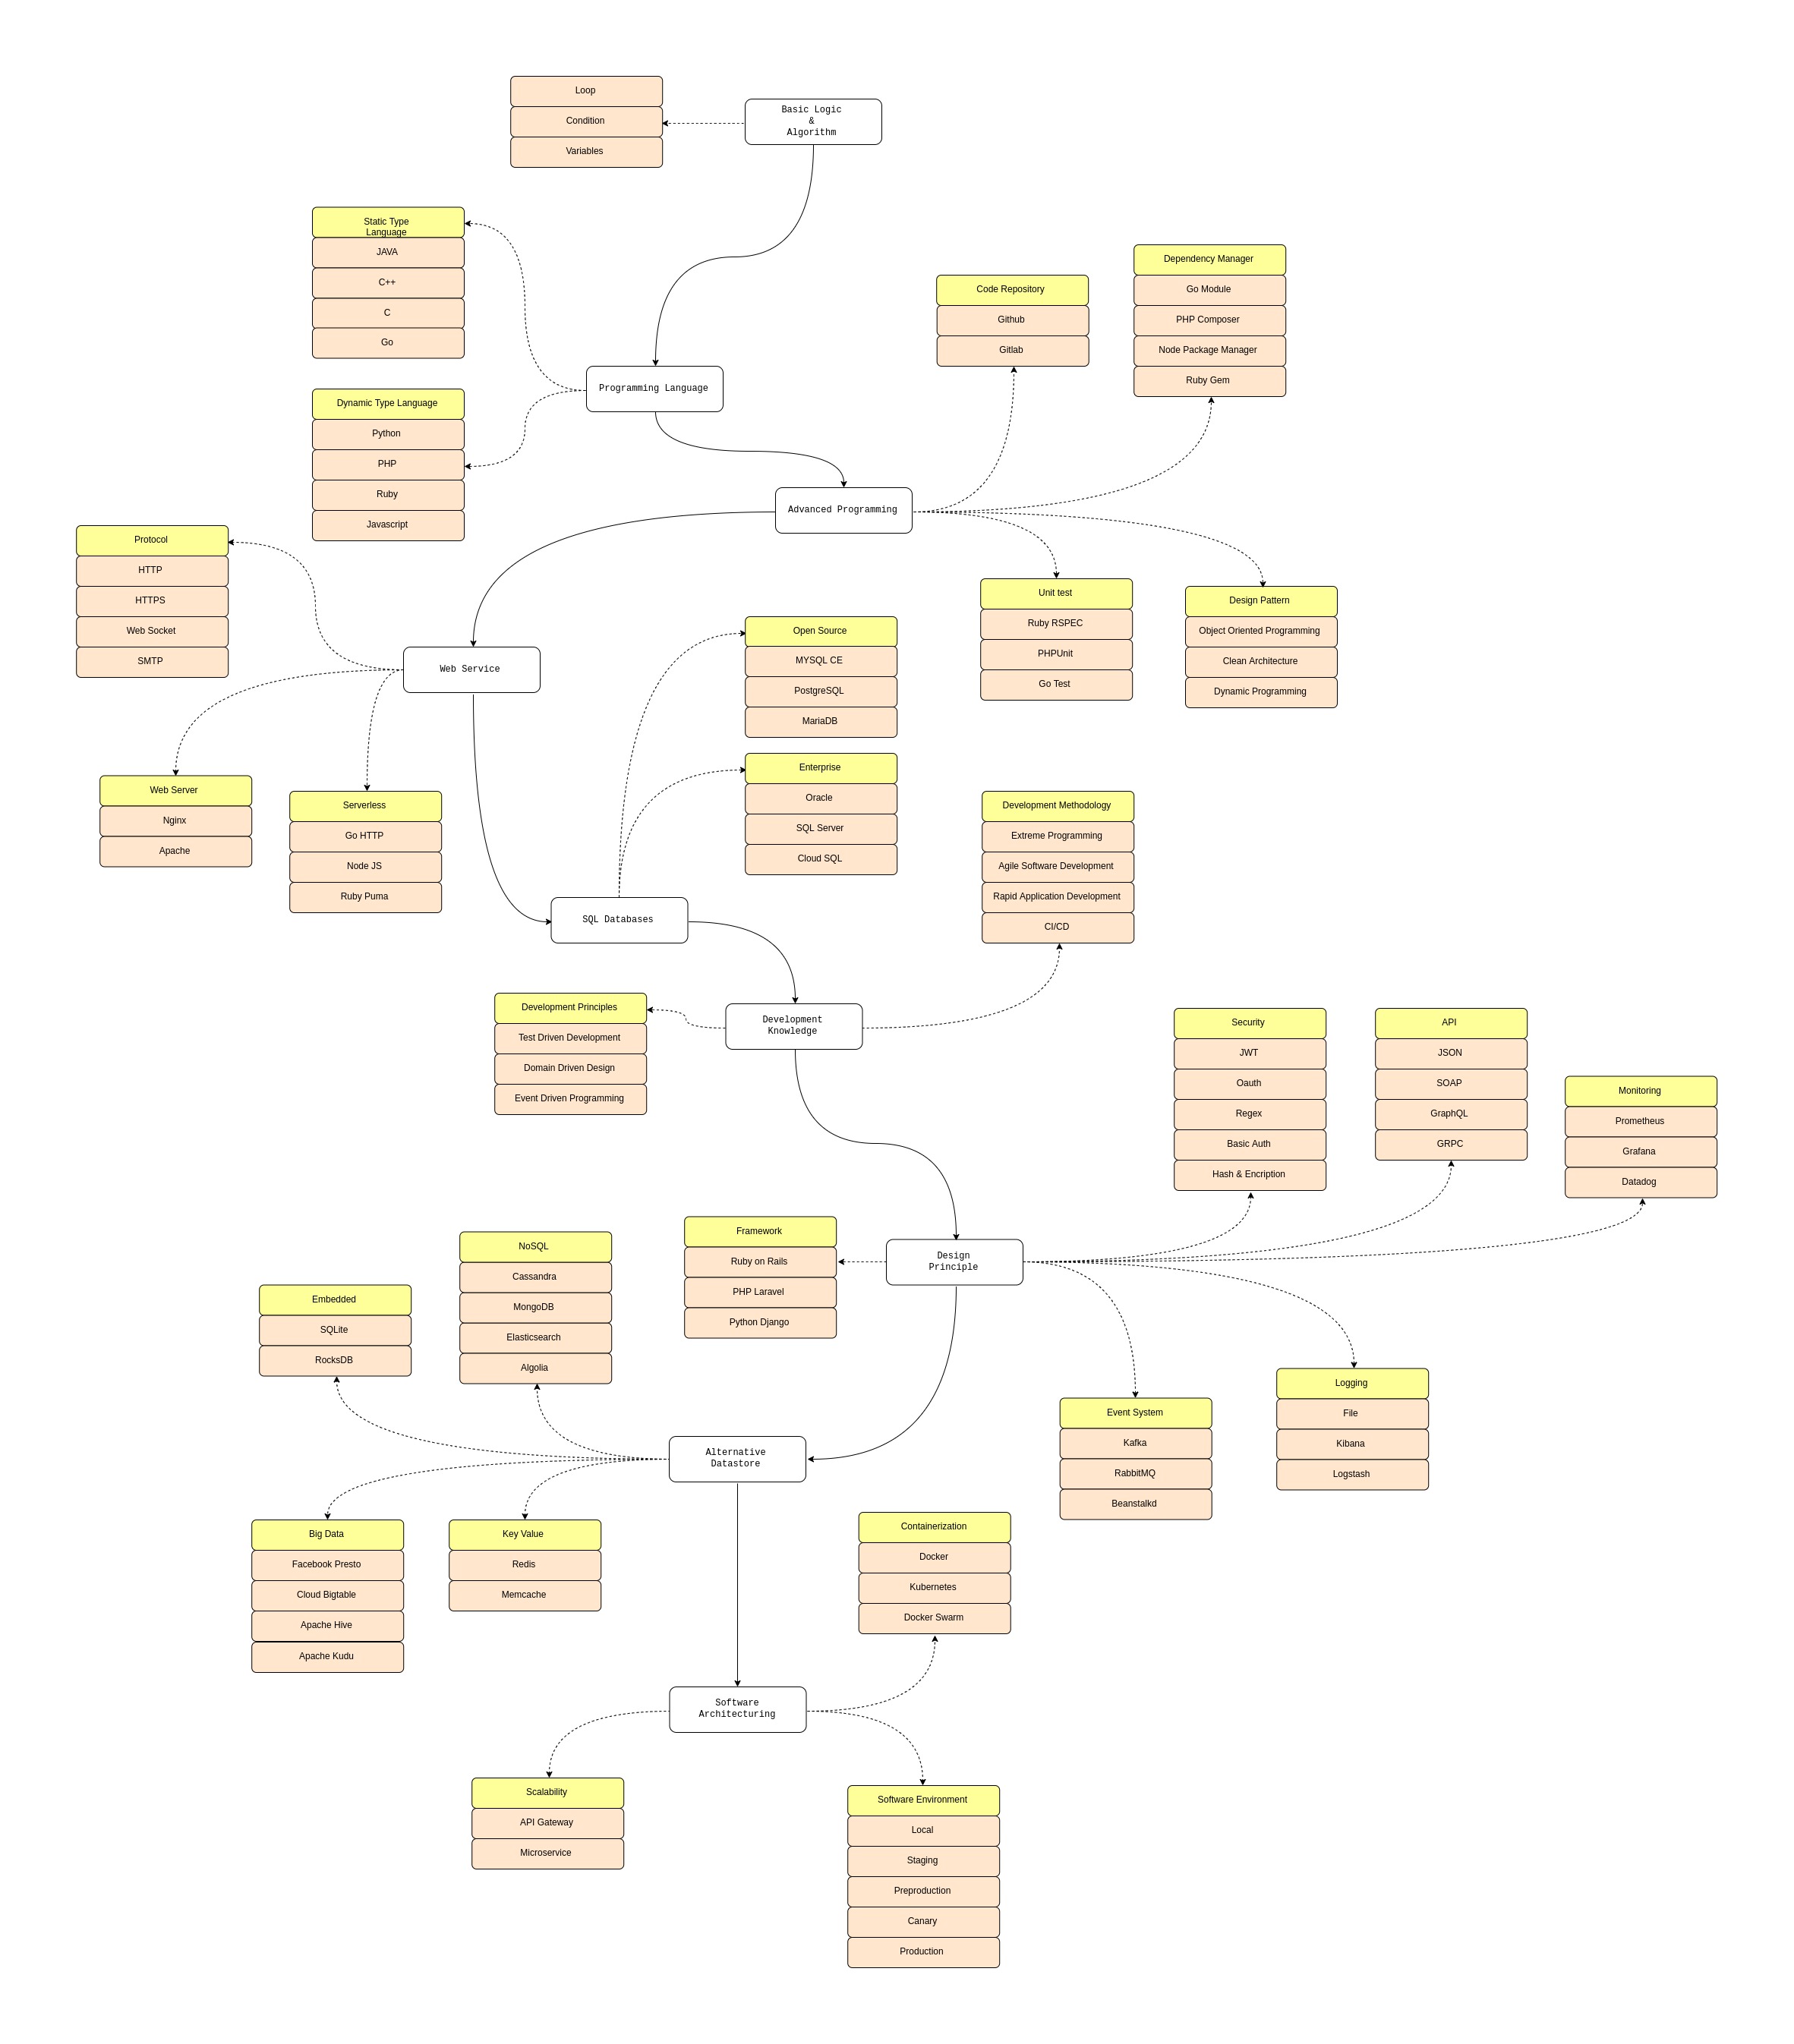 Loop
Condition
Variables
Basic Logic
&
Algorithm
Static Type
Language
JAVA
C++
C
Go
Programming Language
Dynamic Type Language
Python
PHP
Ruby
Javascript
Code Repository
Github
Gitlab
Dependency Manager
Go Module
PHP Composer
Node Package Manager
Ruby Gem
Advanced Programming
Unit test
Ruby RSPEC
PHPUnit
Go Test
Design Pattern
Object Oriented Programming
Clean Architecture
Dynamic Programming
Protocol
HTTP
HTTPS
Web Socket
SMTP
Web Service
Web Server
Nginx
Apache
Serverless
Go HTTP
Node JS
Ruby Puma
Open Source
MYSQL CE
PostgreSQL
MariaDB
Enterprise
Oracle
SQL Server
Cloud SQL
SQL Databases
Development Methodology
Extreme Programming
Agile Software Development
Rapid Application Development
CI/CD
Development Principles
Test Driven Development
Domain Driven Design
Event Driven Programming
Development
Knowledge
Security
JWT
Oauth
Regex
Basic Auth
Hash & Encription
API
JSON
SOAP
GraphQL
GRPC
Monitoring
Prometheus
Grafana
Datadog
Framework
Ruby on Rails
PHP Laravel
Python Django
Design
Principle
Event System
Kafka
RabbitMQ
Beanstalkd
Logging
File
Kibana
Logstash
Embedded
SQLite
RocksDB
NoSQL
Cassandra
MongoDB
Elasticsearch
Algolia
Alternative
Datastore
Big Data
Facebook Presto
Cloud Bigtable
Apache Hive
Apache Kudu
Key Value
Redis
Memcache
Containerization
Docker
Kubernetes
Docker Swarm
Software
Architecturing
Scalability
API Gateway
Microservice
Software Environment
Local
Staging
Preproduction
Canary
Production